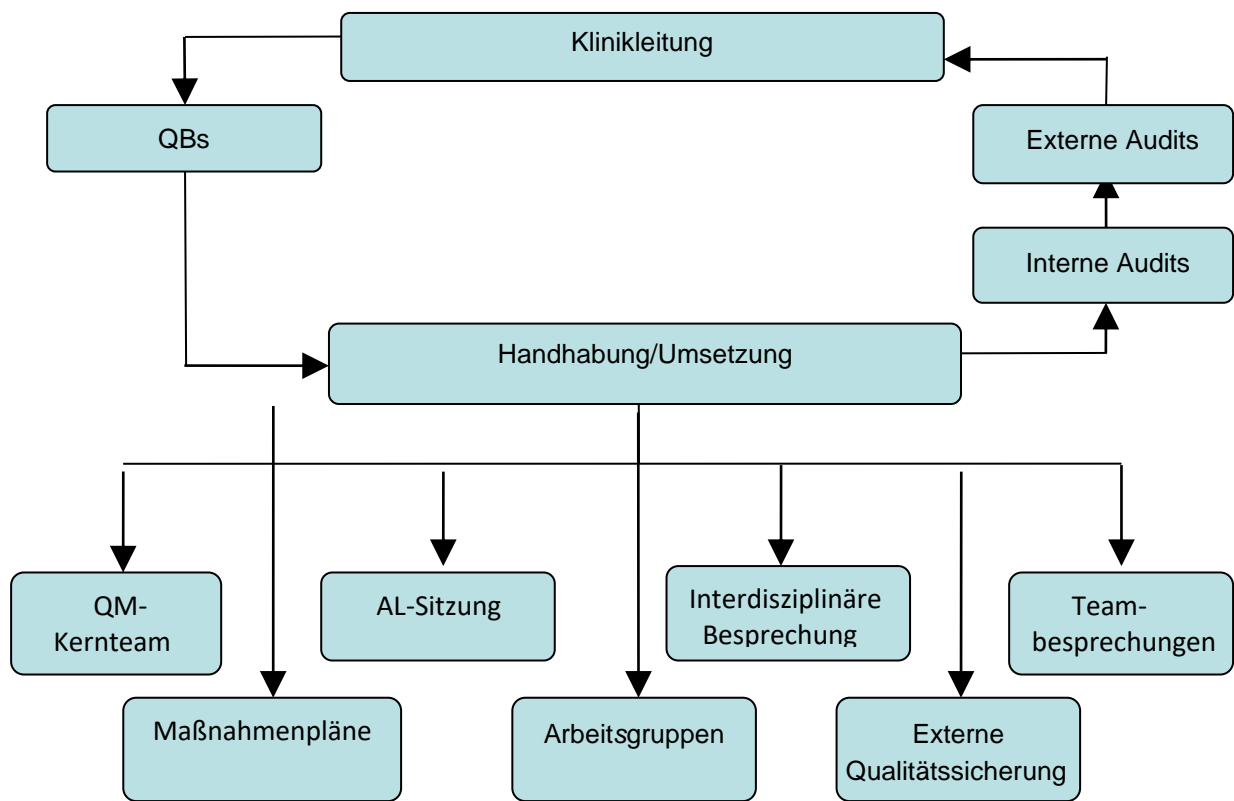 Klinikleitung
QBs
Externe Audits
Interne Audits
Handhabung/Umsetzung
QM-
Kernteam
AL-Sitzung
Interdisziplinäre
Besprechung
Team-
besprechungen
Maßnahmenpläne
Arbeitsgruppen
Externe
Qualitätssicherung